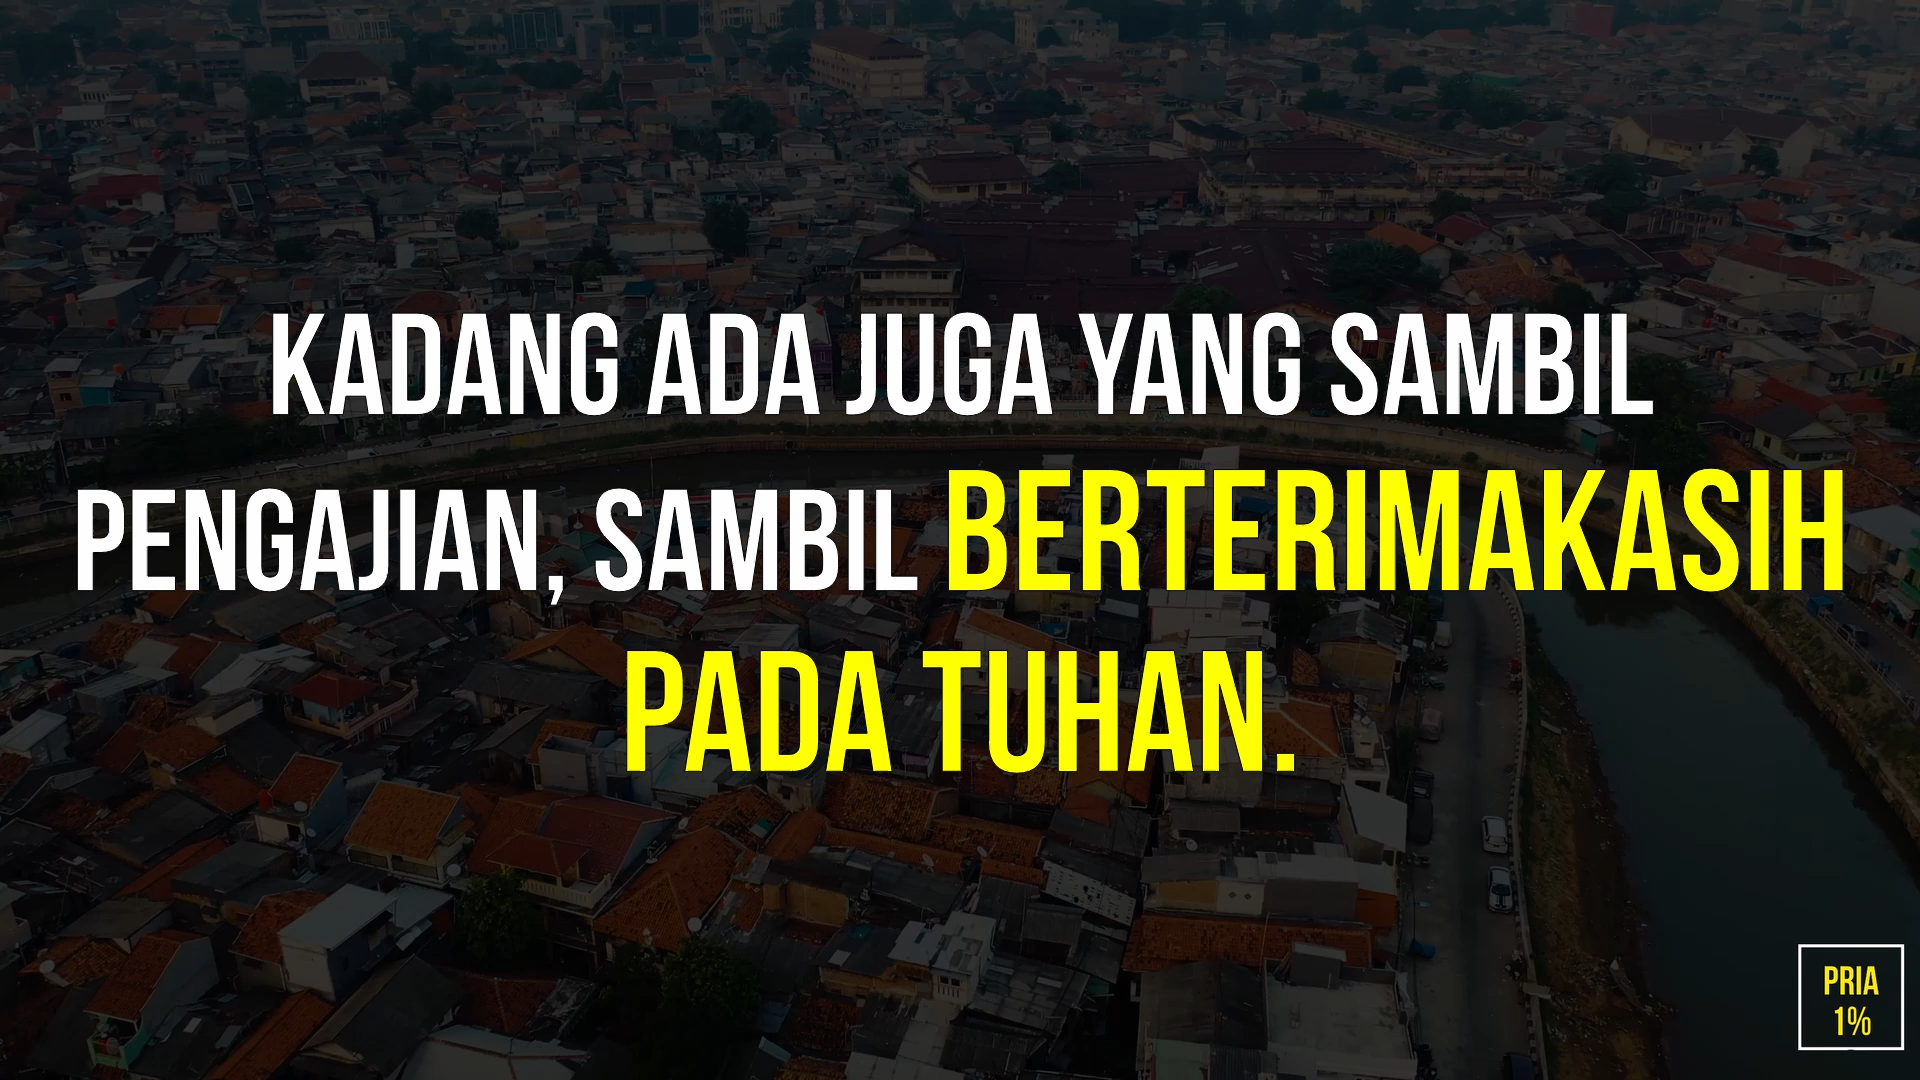 KADANG ADA JUGA YANG SAMBIL
PENGAJIAN, SAMBIL BERTERIMAKASIH
PADA TUHAN.
PRIA
1%